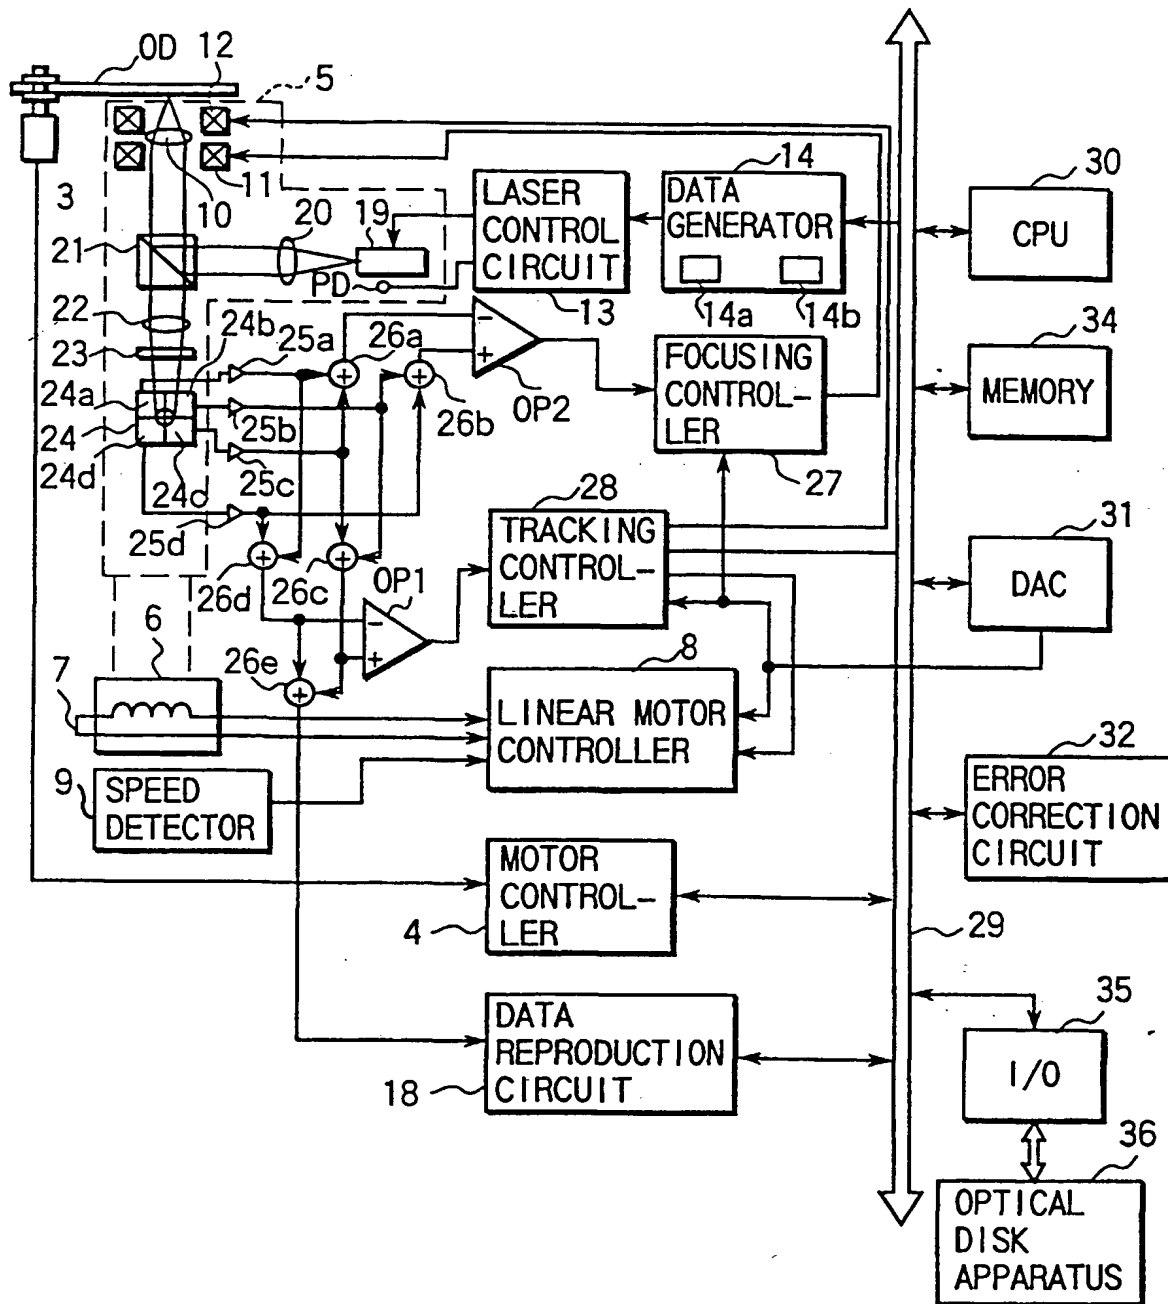 OD
12
5
3
11
10
20
19
21
PD
LASER
CONTROL
CIRCUIT
13
14
DATA
GENERATOR
14a
14b
30
CPU
22
23
24b
25a
26a
24a
24
24d
24c
25b
25c
25d
26b
OP2
FOCUSING
CONTROL-
LER
27
34
MEMORY
28
TRACKING
CONTROL-
LER
31
DAC
26d
26c
OP1
6
7
26e
8
LINEAR MOTOR
CONTROLLER
9
SPEED
DETECTOR
32
ERROR
CORRECTION
CIRCUIT
MOTOR
CONTROL-
LER
4
29
DATA
REPRODUCTION
CIRCUIT
18
35
I/O
36
OPTICAL
DISK
APPARATUS